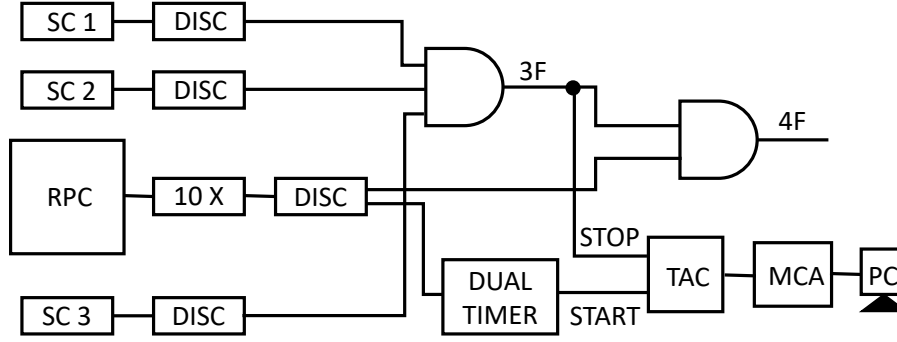 SC 1
DISC
SC 2
DISC
3F
4F
RPC
10 X
DISC
STOP
DUAL
TIMER
START
TAC
MCA
PC
SC 3
DISC